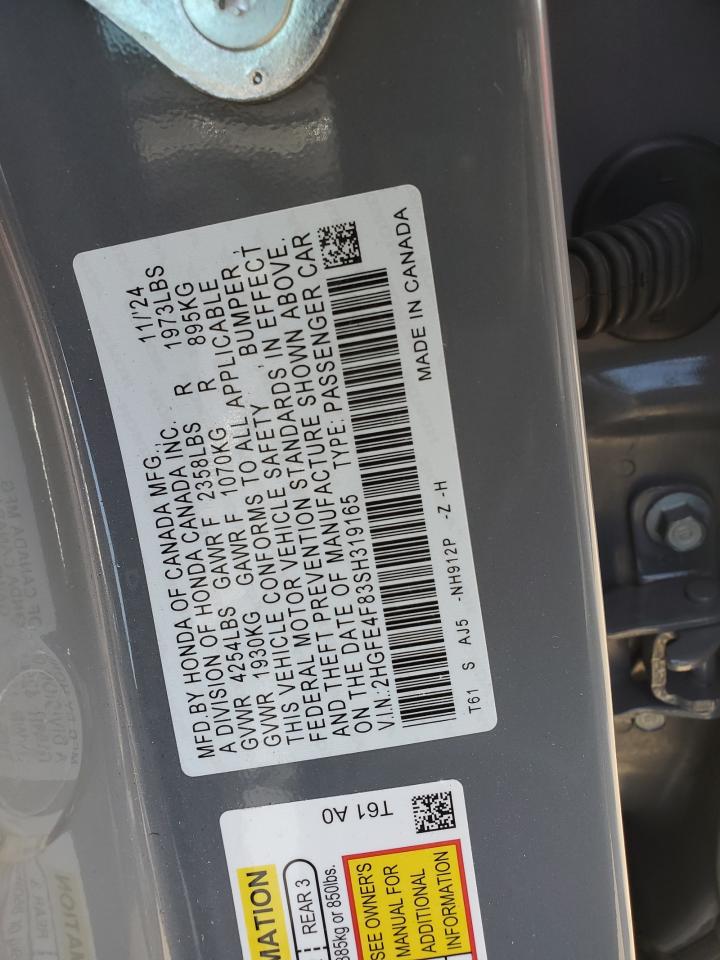 MFD.BY HONDA OF CANADA MFG.,   11/'24
A DIVISION OF HONDA CANADA INC.
GVWR 4254LBS GAWR F 2358LBS R 1973LBS
GVWR 1930KG GAWR F 1070KG R 895KG
THIS VEHICLE CONFORMS TO ALL APPLICABLE
FEDERAL MOTOR VEHICLE SAFETY , BUMPER,
AND THEFT PREVENTION STANDARDS IN EFFECT
ON THE DATE OF MANUFACTURE SHOWN ABOVE.
V.I.N.:2HGFE4F83SH319165 TYPE: PASSENGER CAR
T61 S AJ5 -NH912P -Z -H MADE IN CANADA
T61 A0
MATION
REAR 3
385kg or 850lbs.
SEE OWNER'S
MANUAL FOR
ADDITIONAL
INFORMATION